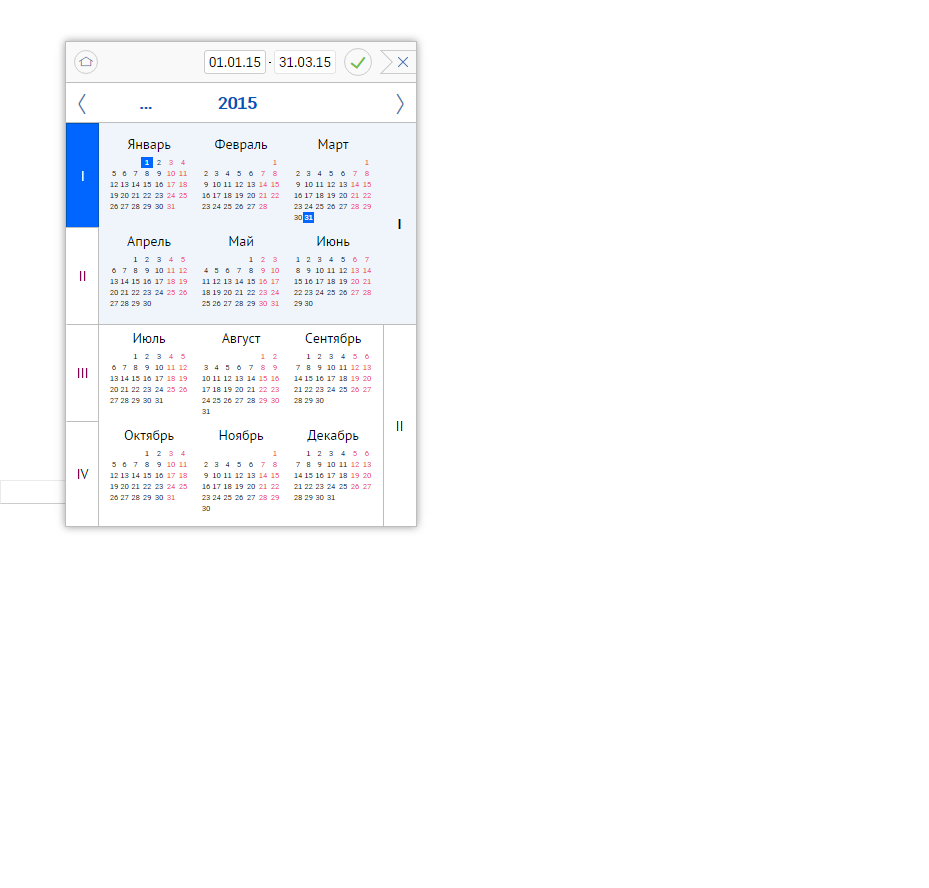 01.01.15 - 31.03.15
... 2015
I
Январь Февраль Март
1 2 3 4 1 1
5 6 7 8 9 10 11 2 3 4 5 6 7 8 2 3 4 5 6 7 8
12 13 14 15 16 17 18 9 10 11 12 13 14 15 9 10 11 12 13 14 15
19 20 21 22 23 24 25 16 17 18 19 20 21 22 16 17 18 19 20 21 22
26 27 28 29 30 31 23 24 25 26 27 28 23 24 25 26 27 28 29
30 31
I
II
Апрель Май Июнь
1 2 3 4 5 1 2 3 1 2 3 4 5 6 7
6 7 8 9 10 11 12 4 5 6 7 8 9 10 8 9 10 11 12 13 14
13 14 15 16 17 18 19 11 12 13 14 15 16 17 15 16 17 18 19 20 21
20 21 22 23 24 25 26 18 19 20 21 22 23 24 22 23 24 25 26 27 28
27 28 29 30 25 26 27 28 29 30 31 29 30
III
Июль Август Сентябрь
1 2 3 4 5 1 2 1 2 3 4 5 6
6 7 8 9 10 11 12 3 4 5 6 7 8 9 7 8 9 10 11 12 13
13 14 15 16 17 18 19 10 11 12 13 14 15 16 14 15 16 17 18 19 20
20 21 22 23 24 25 26 17 18 19 20 21 22 23 21 22 23 24 25 26 27
27 28 29 30 31 24 25 26 27 28 29 30 28 29 30
31
II
IV
Октябрь Ноябрь Декабрь
1 2 3 4 1 1 2 3 4 5 6
5 6 7 8 9 10 11 2 3 4 5 6 7 8 7 8 9 10 11 12 13
12 13 14 15 16 17 18 9 10 11 12 13 14 15 14 15 16 17 18 19 20
19 20 21 22 23 24 25 16 17 18 19 20 21 22 21 22 23 24 25 26 27
26 27 28 29 30 31 23 24 25 26 27 28 29 28 29 30 31
30